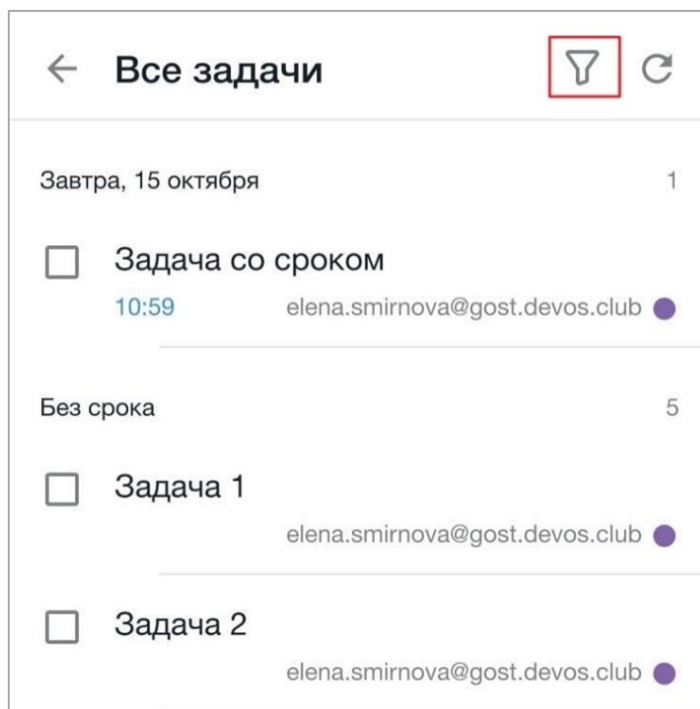 Все задачи
Завтра, 15 октября 1
Задача со сроком
10:59 elena.smirnova@gost.devos.club
Без срока 5
Задача 1
elena.smirnova@gost.devos.club
Задача 2
elena.smirnova@gost.devos.club